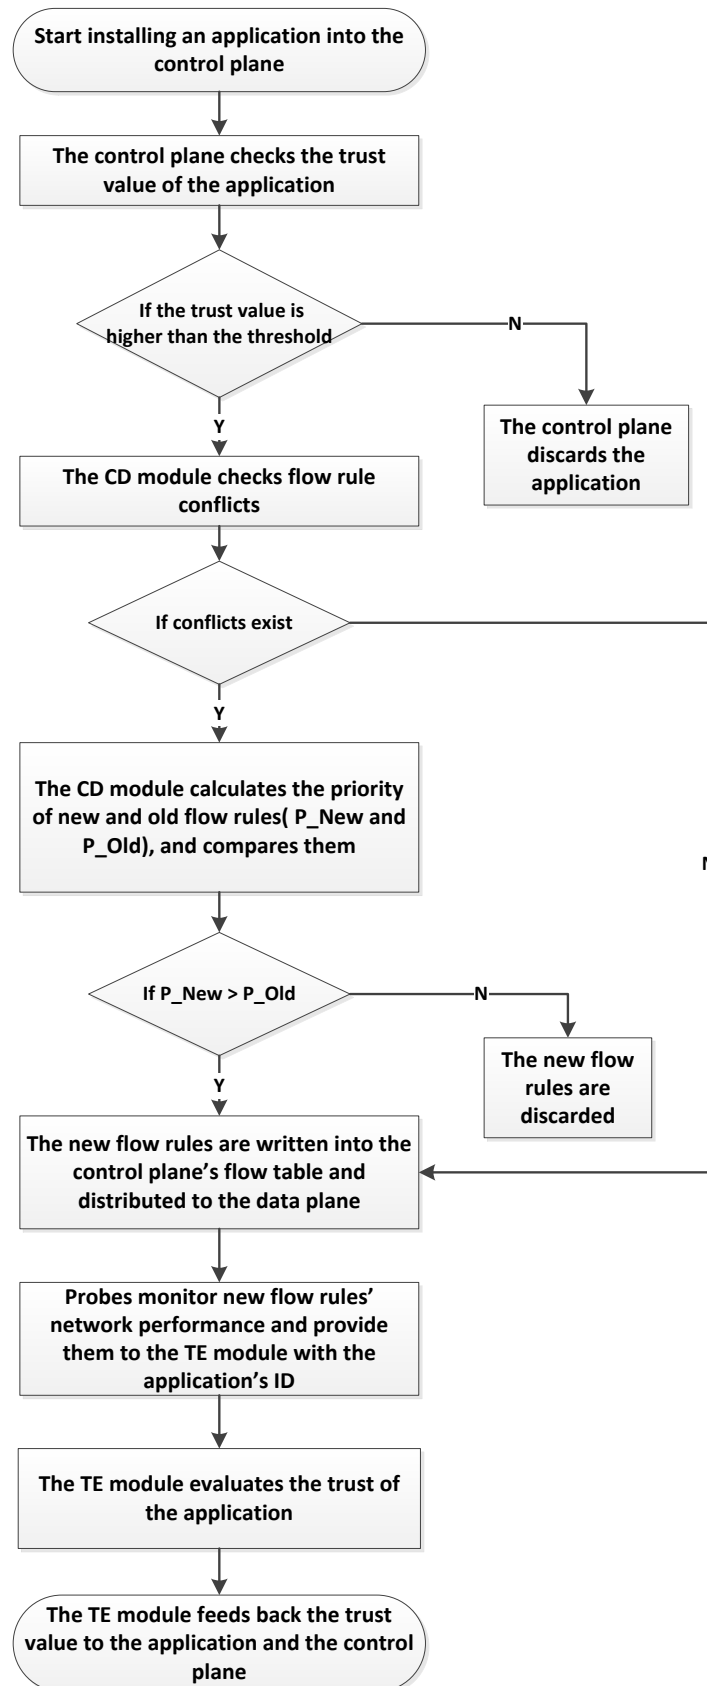 Start installing an application into the
control plane
The control plane checks the trust
value of the application
If the trust value is
higher than the threshold
N
Y
The control plane
discards the
application
The CD module checks flow rule
conflicts
If conflicts exist
Y
The CD module calculates the priority
of new and old flow rules( P_New and
P_Old), and compares them
N
If P_New > P_Old
N
Y
The new flow
rules are
discarded
The new flow rules are written into the
control plane’s flow table and
distributed to the data plane
Probes monitor new flow rules’
network performance and provide
them to the TE module with the
application’s ID
The TE module evaluates the trust of
the application
The TE module feeds back the trust
value to the application and the control
plane